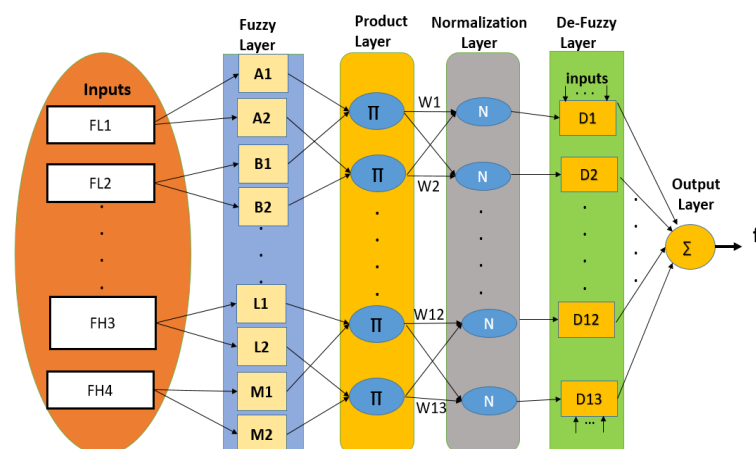 Fuzzy Layer
Product Layer
Normalization Layer
De-Fuzzy Layer
Inputs
FL1
FL2
FH3
FH4
A1
A2
B1
B2
L1
L2
M1
M2
Π
Π
Π
Π
W1
W2
W12
W13
N
N
N
N
inputs
D1
D2
D12
D13
Output Layer
Σ
f